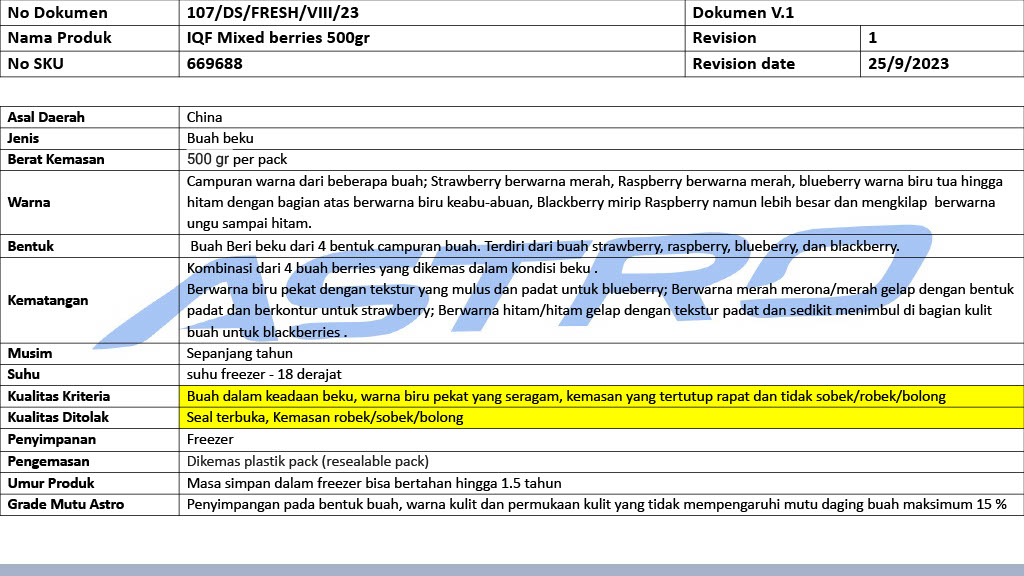 No Dokumen 107/DS/FRESH/VIII/23 Dokumen V.1
Nama Produk IQF Mixed berries 500gr Revision 1
No SKU 669688 Revision date 25/9/2023
Asal Daerah China
Jenis Buah beku
Berat Kemasan 500 gr per pack
Warna Campuran warna dari beberapa buah; Strawberry berwarna merah, Raspberry berwarna merah, blueberry warna biru tua hingga
hitam dengan bagian atas berwarna biru keabu-abuan, Blackberry mirip Raspberry namun lebih besar dan mengkilap berwarna
ungu sampai hitam.
Bentuk Buah Beri beku dari 4 bentuk campuran buah. Terdiri dari buah strawberry, raspberry, blueberry, dan blackberry.
Kematangan Kombinasi dari 4 buah berries yang dikemas dalam kondisi beku .
Berwarna biru pekat dengan tekstur yang mulus dan padat untuk blueberry; Berwarna merah merona/merah gelap dengan bentuk
padat dan berkontur untuk strawberry; Berwarna hitam/hitam gelap dengan tekstur padat dan sedikit menimbul di bagian kulit
buah untuk blackberries .
Musim Sepanjang tahun
Suhu suhu freezer - 18 derajat
Kualitas Kriteria Buah dalam keadaan beku, warna biru pekat yang seragam, kemasan yang tertutup rapat dan tidak sobek/robek/bolong
Kualitas Ditolak Seal terbuka, Kemasan robek/sobek/bolong
Penyimpanan Freezer
Pengemasan Dikemas plastik pack (resealable pack)
Umur Produk Masa simpan dalam freezer bisa bertahan hingga 1.5 tahun
Grade Mutu Astro Penyimpangan pada bentuk buah, warna kulit dan permukaan kulit yang tidak mempengaruhi mutu daging buah maksimum 15 %
ASTRO